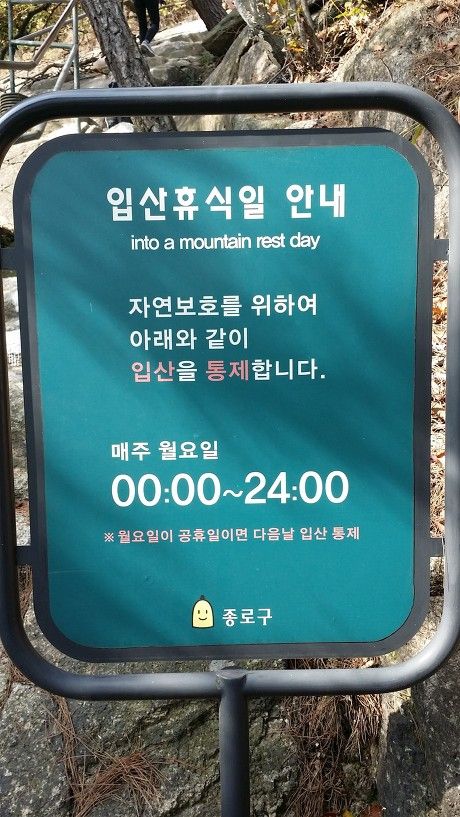 입산휴식일 안내
into a mountain rest day
자연보호를 위하여
아래와 같이
입산을 통제합니다.
매주 월요일
00:00~24:00
※ 월요일이 공휴일이면 다음날 입산 통제
종로구